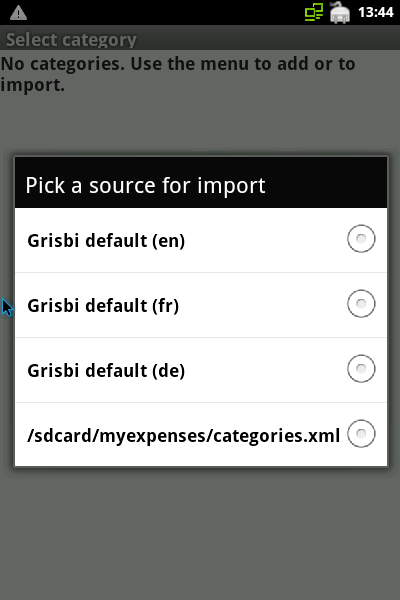 13:44
Select category
No categories. Use the menu to add or to
import.
Pick a source for import
Grisbi default (en)
Grisbi default (fr)
Grisbi default (de)
/sdcard/myexpenses/categories.xml